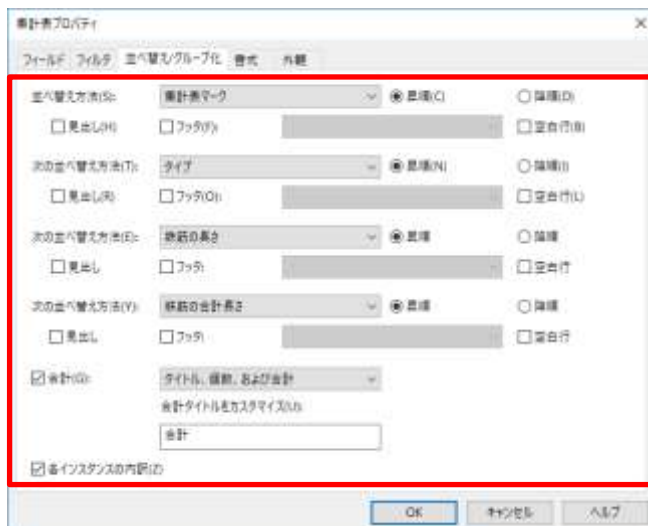 集計表プロパティ
フィールド フィルタ 並べ替え/グループ化 書式 外観
並べ替え方法(S): 集計表マーク 昇順(C) 降順(D)
見出し(H) フッタ(F): 空白行(B)
次の並べ替え方法(T): タイプ 昇順(N) 降順(I)
見出し(R) フッタ(O): 空白行(L)
次の並べ替え方法(E): 鉄筋の長さ 昇順 降順
見出し フッタ: 空白行
次の並べ替え方法(Y): 鉄筋の合計長さ 昇順 降順
見出し フッタ: 空白行
合計(G): タイトル、個数、および合計
合計タイトルをカスタマイズ(U):
合計
各インスタンスの内訳(Z)
OK キャンセル ヘルプ